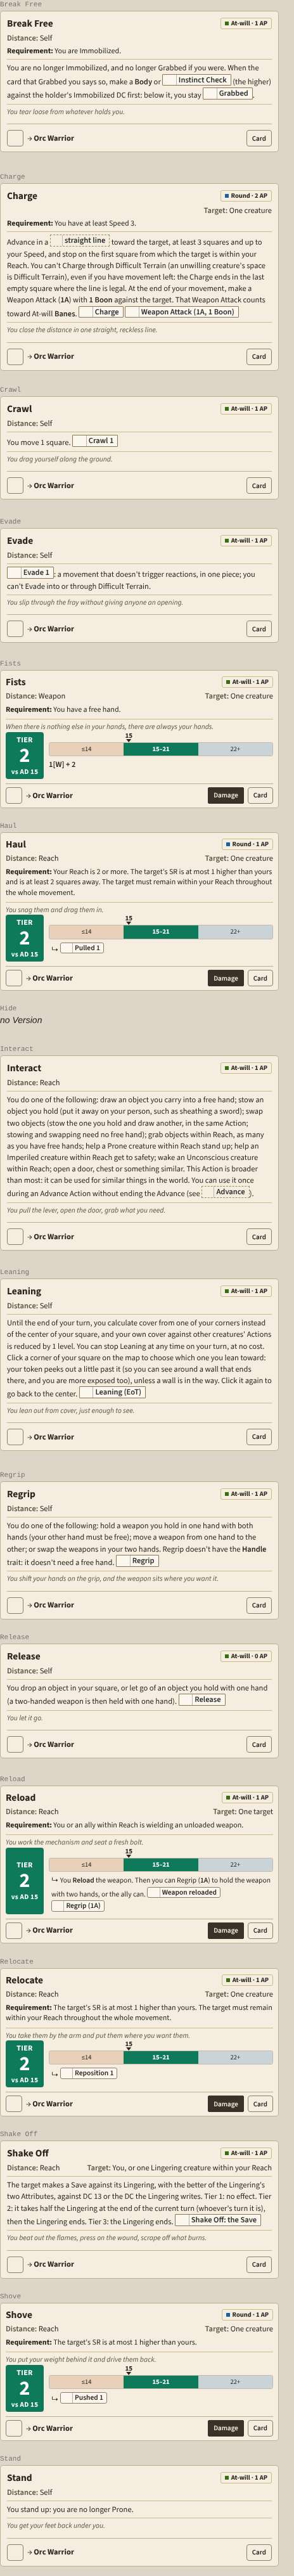 Break Free
Break Free
At-will · 1 AP
Distance: Self
Requirement: You are Immobilized.
You are no longer Immobilized, and no longer Grabbed if you were. When the
card that Grabbed you says so, make a Body or Instinct Check (the higher)
against the holder's Immobilized DC first: below it, you stay Grabbed.
You tear loose from whatever holds you.
→ Orc Warrior
Card
Charge
Charge
Round · 2 AP
Target: One creature
Requirement: You have at least Speed 3.
Advance in a straight line toward the target, at least 3 squares and up to
your Speed, and stop on the first square from which the target is within your
Reach. You can't Charge through Difficult Terrain (an unwilling creature's space
is Difficult Terrain), even if you have movement left: the Charge ends in the last
empty square where the line is legal. At the end of your movement, make a
Weapon Attack (1A) with 1 Boon against the target. That Weapon Attack counts
toward At-will Banes. Charge Weapon Attack (1A, 1 Boon)
You close the distance in one straight, reckless line.
→ Orc Warrior
Card
Crawl
Crawl
At-will · 1 AP
Distance: Self
You move 1 square. Crawl 1
You drag yourself along the ground.
→ Orc Warrior
Card
Evade
Evade
At-will · 1 AP
Distance: Self
Evade 1 : a movement that doesn't trigger reactions, in one piece; you
can't Evade into or through Difficult Terrain.
You slip through the fray without giving anyone an opening.
→ Orc Warrior
Card
Fists
Fists
At-will · 1 AP
Distance: Weapon
Target: One creature
Requirement: You have a free hand.
When there's nothing else in your hands, there are always your hands.
TIER
2
vs AD 15
15
≤14
15–21
22+
1[W] + 2
→ Orc Warrior
Damage
Card
Haul
Haul
Round · 1 AP
Distance: Reach
Target: One creature
Requirement: Your Reach is 2 or more. The target's SR is at most 1 higher than yours
and is at least 2 squares away. The target must remain within your Reach throughout
the whole movement.
You snag them and drag them in.
TIER
2
vs AD 15
15
≤14
15–21
22+
↳ Pulled 1
→ Orc Warrior
Damage
Card
Hide
no Version
Interact
Interact
At-will · 1 AP
Distance: Reach
You do one of the following: draw an object you carry into a free hand; stow an
object you hold (put it away on your person, such as sheathing a sword); swap
two objects (stow the one you hold and draw another, in the same Action;
stowing and swapping need no free hand); grab objects within Reach, as many
as you have free hands; help a Prone creature within Reach stand up; help an
Imperiled creature within Reach get to safety; wake an Unconscious creature
within Reach; open a door, chest or something similar. This Action is broader
than most: it can be used for similar things in the world. You can use it once
during an Advance Action without ending the Advance (see Advance ).
You pull the lever, open the door, grab what you need.
→ Orc Warrior
Card
Leaning
Leaning
At-will · 1 AP
Distance: Self
Until the end of your turn, you calculate cover from one of your corners instead
of the center of your square, and your own cover against other creatures' Actions
is reduced by 1 level. You can stop Leaning at any time on your turn, at no cost.
Click a corner of your square on the map to choose which one you lean toward:
your token peeks out a little past it (so you can see around a wall that ends
there, and you are more exposed too), unless a wall is in the way. Click it again to
go back to the center. Leaning (EoT)
You lean out from cover, just enough to see.
→ Orc Warrior
Card
Regrip
Regrip
At-will · 1 AP
Distance: Self
You do one of the following: hold a weapon you hold in one hand with both
hands (your other hand must be free); move a weapon from one hand to the
other; or swap the weapons in your two hands. Regrip doesn't have the Handle
trait: it doesn't need a free hand. Regrip
You shift your hands on the grip, and the weapon sits where you want it.
→ Orc Warrior
Card
Release
Release
At-will · 0 AP
Distance: Self
You drop an object in your square, or let go of an object you hold with one hand
(a two-handed weapon is then held with one hand). Release
You let it go.
→ Orc Warrior
Card
Reload
Reload
At-will · 1 AP
Distance: Reach
Target: One target
Requirement: You or an ally within Reach is wielding an unloaded weapon.
You work the mechanism and seat a fresh bolt.
TIER
2
vs AD 15
15
≤14
15–21
22+
↳ You Reload the weapon. Then you can Regrip (1A) to hold the weapon
with two hands, or the ally can. Weapon reloaded
Regrip (1A)
→ Orc Warrior
Damage
Card
Relocate
Relocate
At-will · 1 AP
Distance: Reach
Target: One creature
Requirement: The target's SR is at most 1 higher than yours. The target must remain
within your Reach throughout the whole movement.
You take them by the arm and put them where you want them.
TIER
2
vs AD 15
15
≤14
15–21
22+
↳ Reposition 1
→ Orc Warrior
Damage
Card
Shake Off
Shake Off
At-will · 1 AP
Distance: Reach
Target: You, or one Lingering creature within your Reach
The target makes a Save against its Lingering, with the better of the Lingering's
two Attributes, against DC 13 or the DC the Lingering writes. Tier 1: no effect. Tier
2: it takes half the Lingering at the end of the current turn (whoever's turn it is),
then the Lingering ends. Tier 3: the Lingering ends. Shake Off: the Save
You beat out the flames, press on the wound, scrape off what burns.
→ Orc Warrior
Card
Shove
Shove
Round · 1 AP
Distance: Reach
Target: One creature
Requirement: The target's SR is at most 1 higher than yours.
You put your weight behind it and drive them back.
TIER
2
vs AD 15
15
≤14
15–21
22+
↳ Pushed 1
→ Orc Warrior
Damage
Card
Stand
Stand
At-will · 1 AP
Distance: Self
You stand up: you are no longer Prone.
You get your feet back under you.
→ Orc Warrior
Card